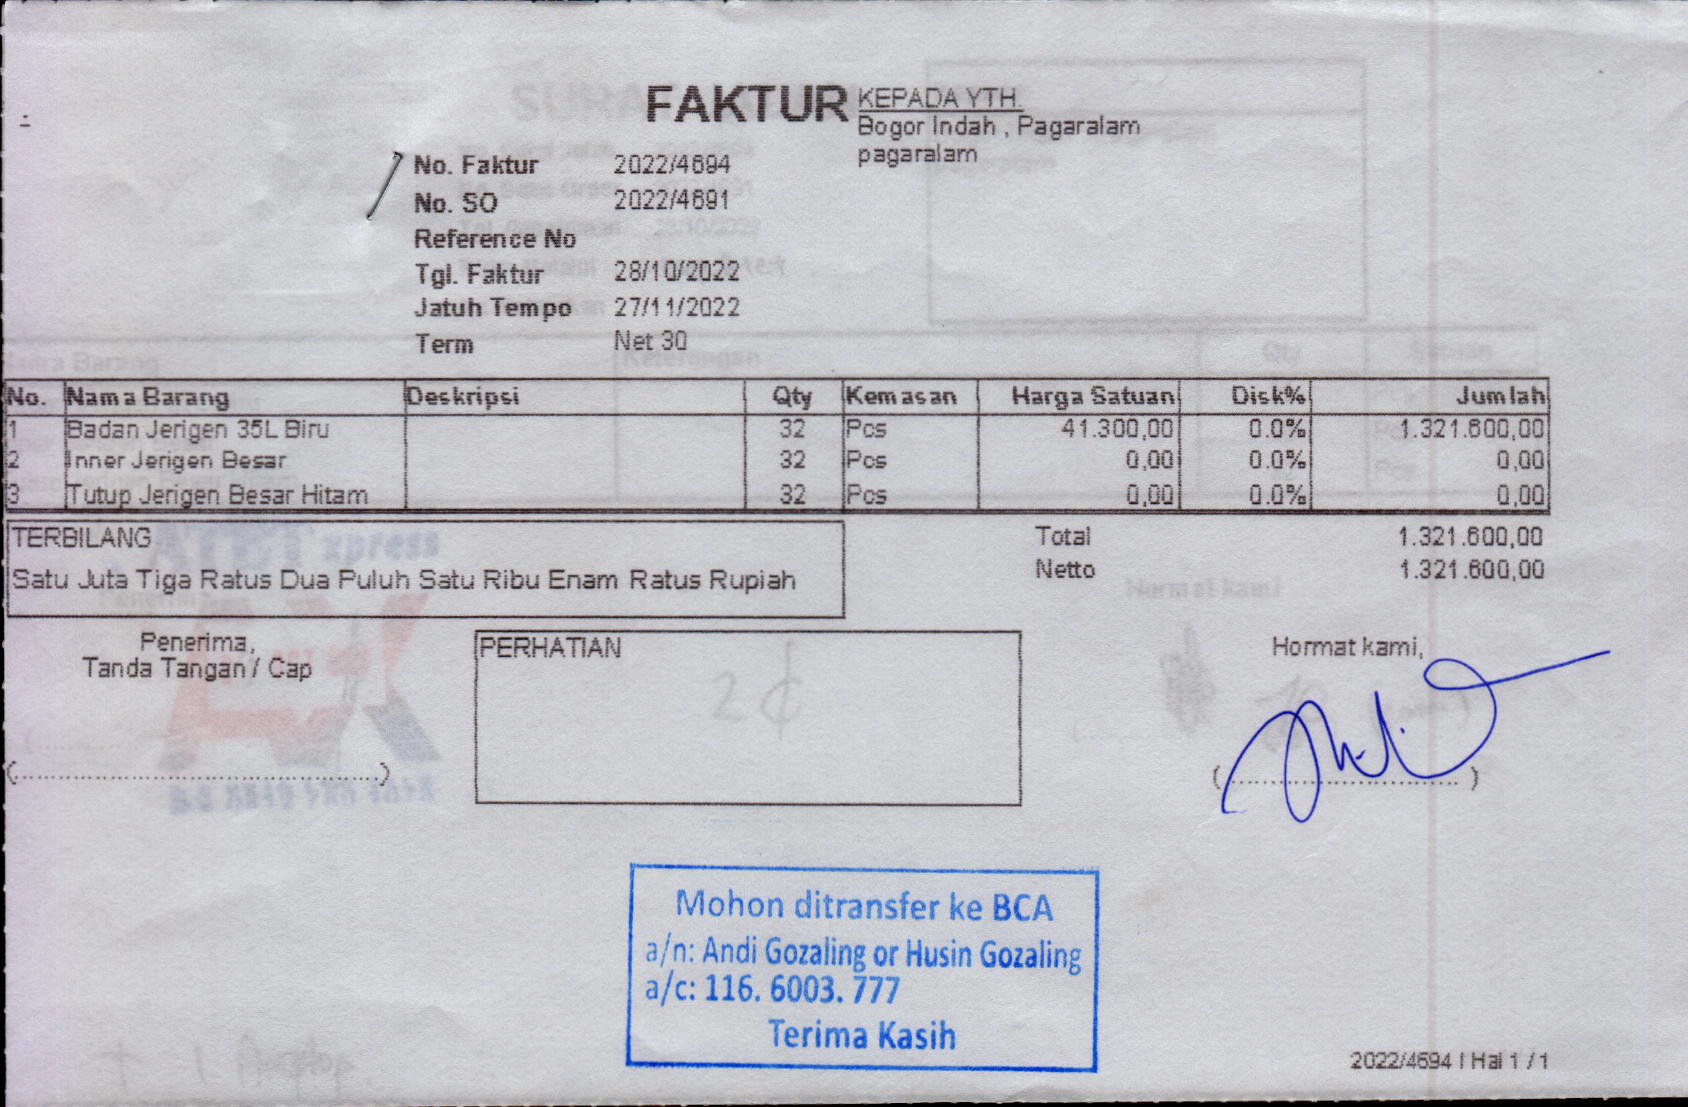 FAKTUR
KEPADA YTH.
Bogor Indah , Pagaralam
pagaralam
No. Faktur 2022/4694
No. SO 2022/4691
Reference No
Tgl. Faktur 28/10/2022
Jatuh Tempo 27/11/2022
Term Net 30
No. Nama Barang Deskripsi Qty Kemasan Harga Satuan Disk% Jumlah
1 Badan Jerigen 35L Biru 32 Pcs 41.300,00 0.0% 1.321.600,00
2 Inner Jerigen Besar 32 Pcs 0,00 0.0% 0,00
3 Tutup Jerigen Besar Hitam 32 Pcs 0,00 0.0% 0,00
TERBILANG
Satu Juta Tiga Ratus Dua Puluh Satu Ribu Enam Ratus Rupiah
Total 1.321.600,00
Netto 1.321.600,00
Penerima,
Tanda Tangan / Cap
(....................................................)
PERHATIAN
Hormat kami,
(....................................)
Mohon ditransfer ke BCA
a/n: Andi Gozaling or Husin Gozaling
a/c: 116. 6003. 777
Terima Kasih
2022/4694 | Hal 1 / 1